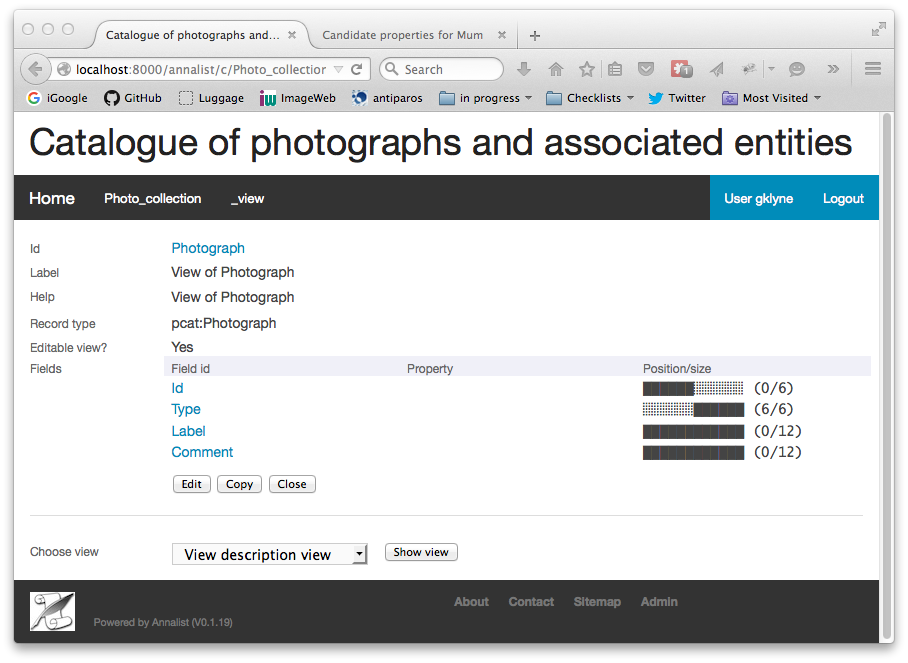 Catalogue of photographs and... × Candidate properties for Mum × +
localhost:8000/annalist/c/Photo_collection Search 1 »
iGoogle GitHub Luggage ImageWeb antiparos in progress Checklists Twitter Most Visited
Catalogue of photographs and associated entities
Home Photo_collection _view User gklyne Logout
Id Photograph
Label View of Photograph
Help View of Photograph
Record type pcat:Photograph
Editable view? Yes
Fields Field id Property Position/size
Id (0/6)
Type (6/6)
Label (0/12)
Comment (0/12)
Edit Copy Close
Choose view View description view Show view
About Contact Sitemap Admin
Powered by Annalist (V0.1.19)